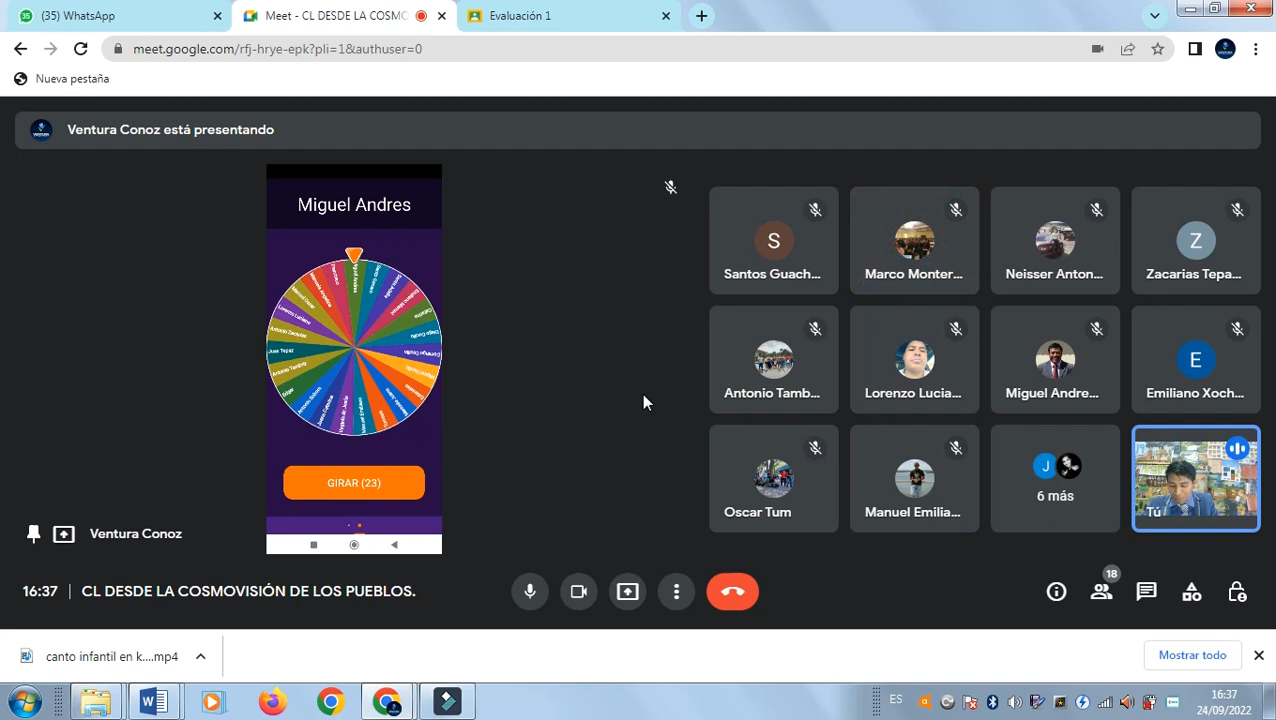 (35) WhatsApp
Meet - CL DESDE LA COSMO
Evaluación 1
meet.google.com/rfj-hrye-epk?pli=1&authuser=0
Nueva pestaña
Ventura Conoz está presentando
Miguel Andres
GIRAR (23)
Ventura Conoz
Santos Guach...
Marco Monter...
Neisser Anton...
Z
Zacarias Tepa...
S
Antonio Tamb...
Lorenzo Lucia...
Miguel Andre...
E
Emiliano Xoch...
Oscar Tum
Manuel Emilia...
J
6 más
Tú
16:37 | CL DESDE LA COSMOVISIÓN DE LOS PUEBLOS.
18
canto infantil en k....mp4
Mostrar todo
ES
16:37
24/09/2022